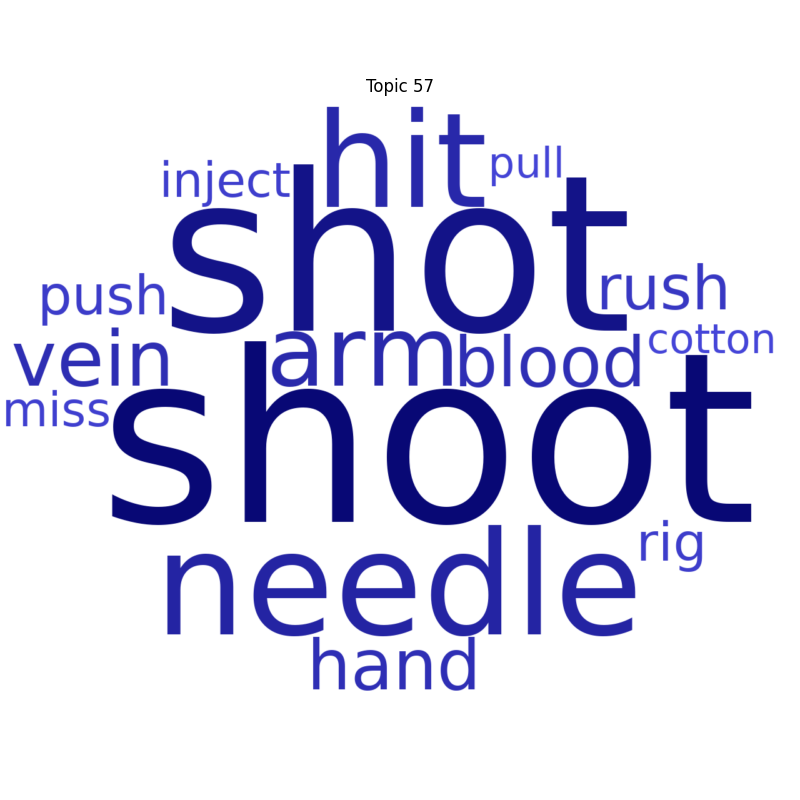 Topic 57
hit
pull
inject
shot
push
rush
vein
arm
blood
cotton
miss
shoot
rig
needle
hand